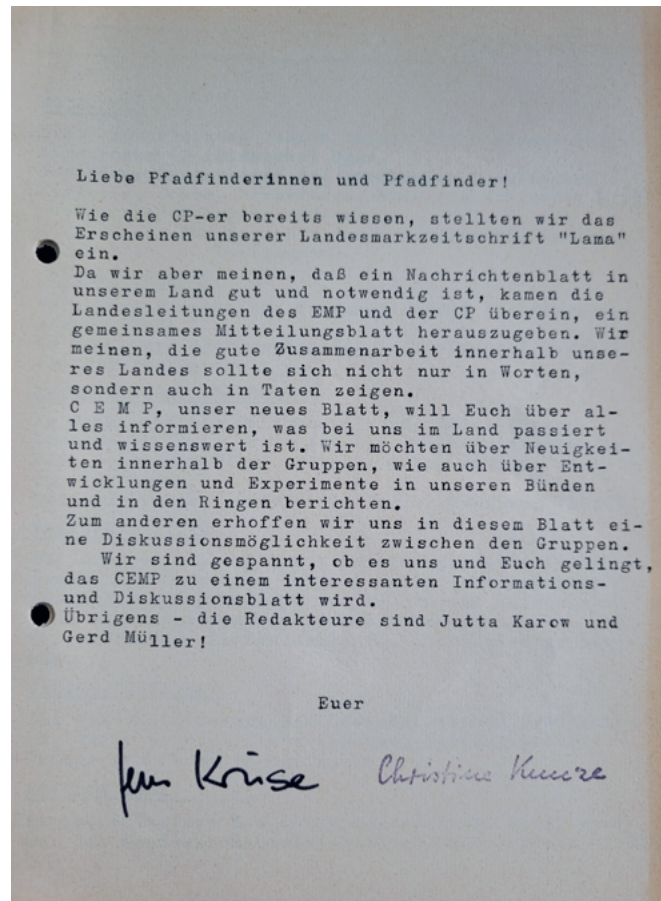 Liebe Pfadfinderinnen und Pfadfinder!
Wie die CP-er bereits wissen, stellten wir das
Erscheinen unserer Landesmarkzeitschrift "Lama"
ein.
Da wir aber meinen, daß ein Nachrichtenblatt in
unserem Land gut und notwendig ist, kamen die
Landesleitungen des EMP und der CP überein, ein
gemeinsames Mitteilungsblatt herauszugeben. Wir
meinen, die gute Zusammenarbeit innerhalb unse-
res Landes sollte sich nicht nur in Worten,
sondern auch in Taten zeigen.
C E M P, unser neues Blatt, will Euch über al-
les informieren, was bei uns im Land passiert
und wissenswert ist. Wir möchten über Neuigkei-
ten innerhalb der Gruppen, wie auch über Ent-
wicklungen und Experimente in unseren Bünden
und in den Ringen berichten.
Zum anderen erhoffen wir uns in diesem Blatt ei-
ne Diskussionsmöglichkeit zwischen den Gruppen.
Wir sind gespannt, ob es uns und Euch gelingt,
das CEMP zu einem interessanten Informations-
und Diskussionsblatt wird.
Übrigens - die Redakteure sind Jutta Karow und
Gerd Müller!
Euer
Jens Krüse Christine Kunze